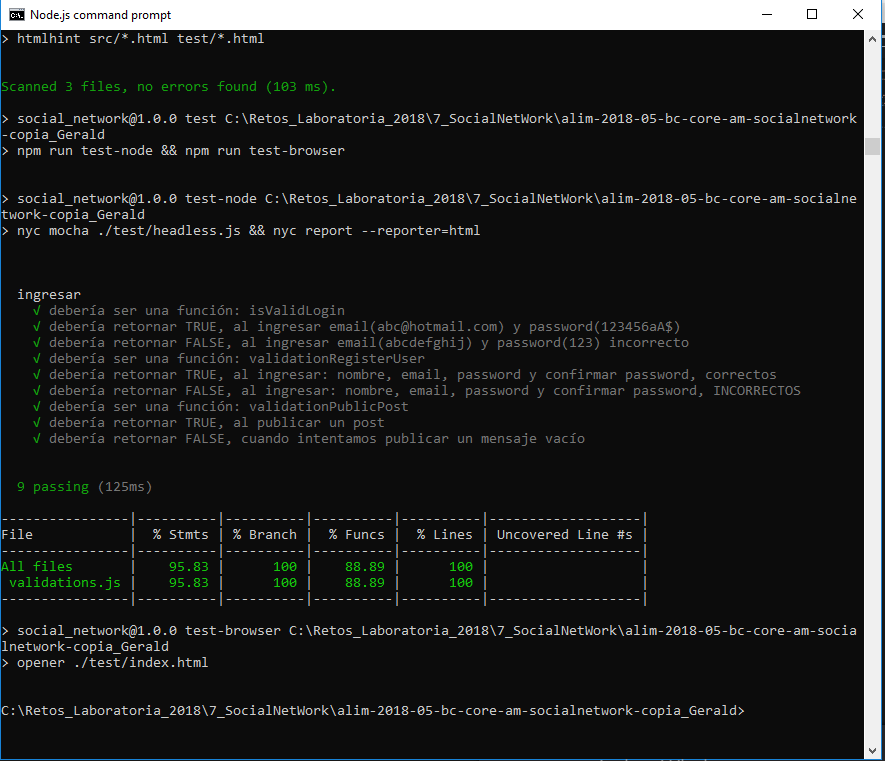 Node.js command prompt
> htmlhint src/*.html test/*.html
Scanned 3 files, no errors found (103 ms).
> social_network@1.0.0 test C:\Retos_Laboratoria_2018\7_SocialNetWork\alim-2018-05-bc-core-am-socialnetwork
-copia_Gerald
> npm run test-node && npm run test-browser
> social_network@1.0.0 test-node C:\Retos_Laboratoria_2018\7_SocialNetWork\alim-2018-05-bc-core-am-socialne
twork-copia_Gerald
> nyc mocha ./test/headless.js && nyc report --reporter=html
  ingresar
    √ debería ser una función: isValidLogin
    √ debería retornar TRUE, al ingresar email(abc@hotmail.com) y password(123456aA$)
    √ debería retornar FALSE, al ingresar email(abcdefghij) y password(123) incorrecto
    √ debería ser una función: validationRegisterUser
    √ debería retornar TRUE, al ingresar: nombre, email, password y confirmar password, correctos
    √ debería retornar FALSE, al ingresar: nombre, email, password y confirmar password, INCORRECTOS
    √ debería ser una función: validationPublicPost
    √ debería retornar TRUE, al publicar un post
    √ debería retornar FALSE, cuando intentamos publicar un mensaje vacío
  9 passing (125ms)
----------------|----------|----------|----------|----------|-------------------|
File            |  % Stmts | % Branch |  % Funcs |  % Lines | Uncovered Line #s |
----------------|----------|----------|----------|----------|-------------------|
All files       |    95.83 |      100 |    88.89 |      100 |                   |
 validations.js |    95.83 |      100 |    88.89 |      100 |                   |
----------------|----------|----------|----------|----------|-------------------|
> social_network@1.0.0 test-browser C:\Retos_Laboratoria_2018\7_SocialNetWork\alim-2018-05-bc-core-am-socia
lnetwork-copia_Gerald
> opener ./test/index.html
C:\Retos_Laboratoria_2018\7_SocialNetWork\alim-2018-05-bc-core-am-socialnetwork-copia_Gerald>